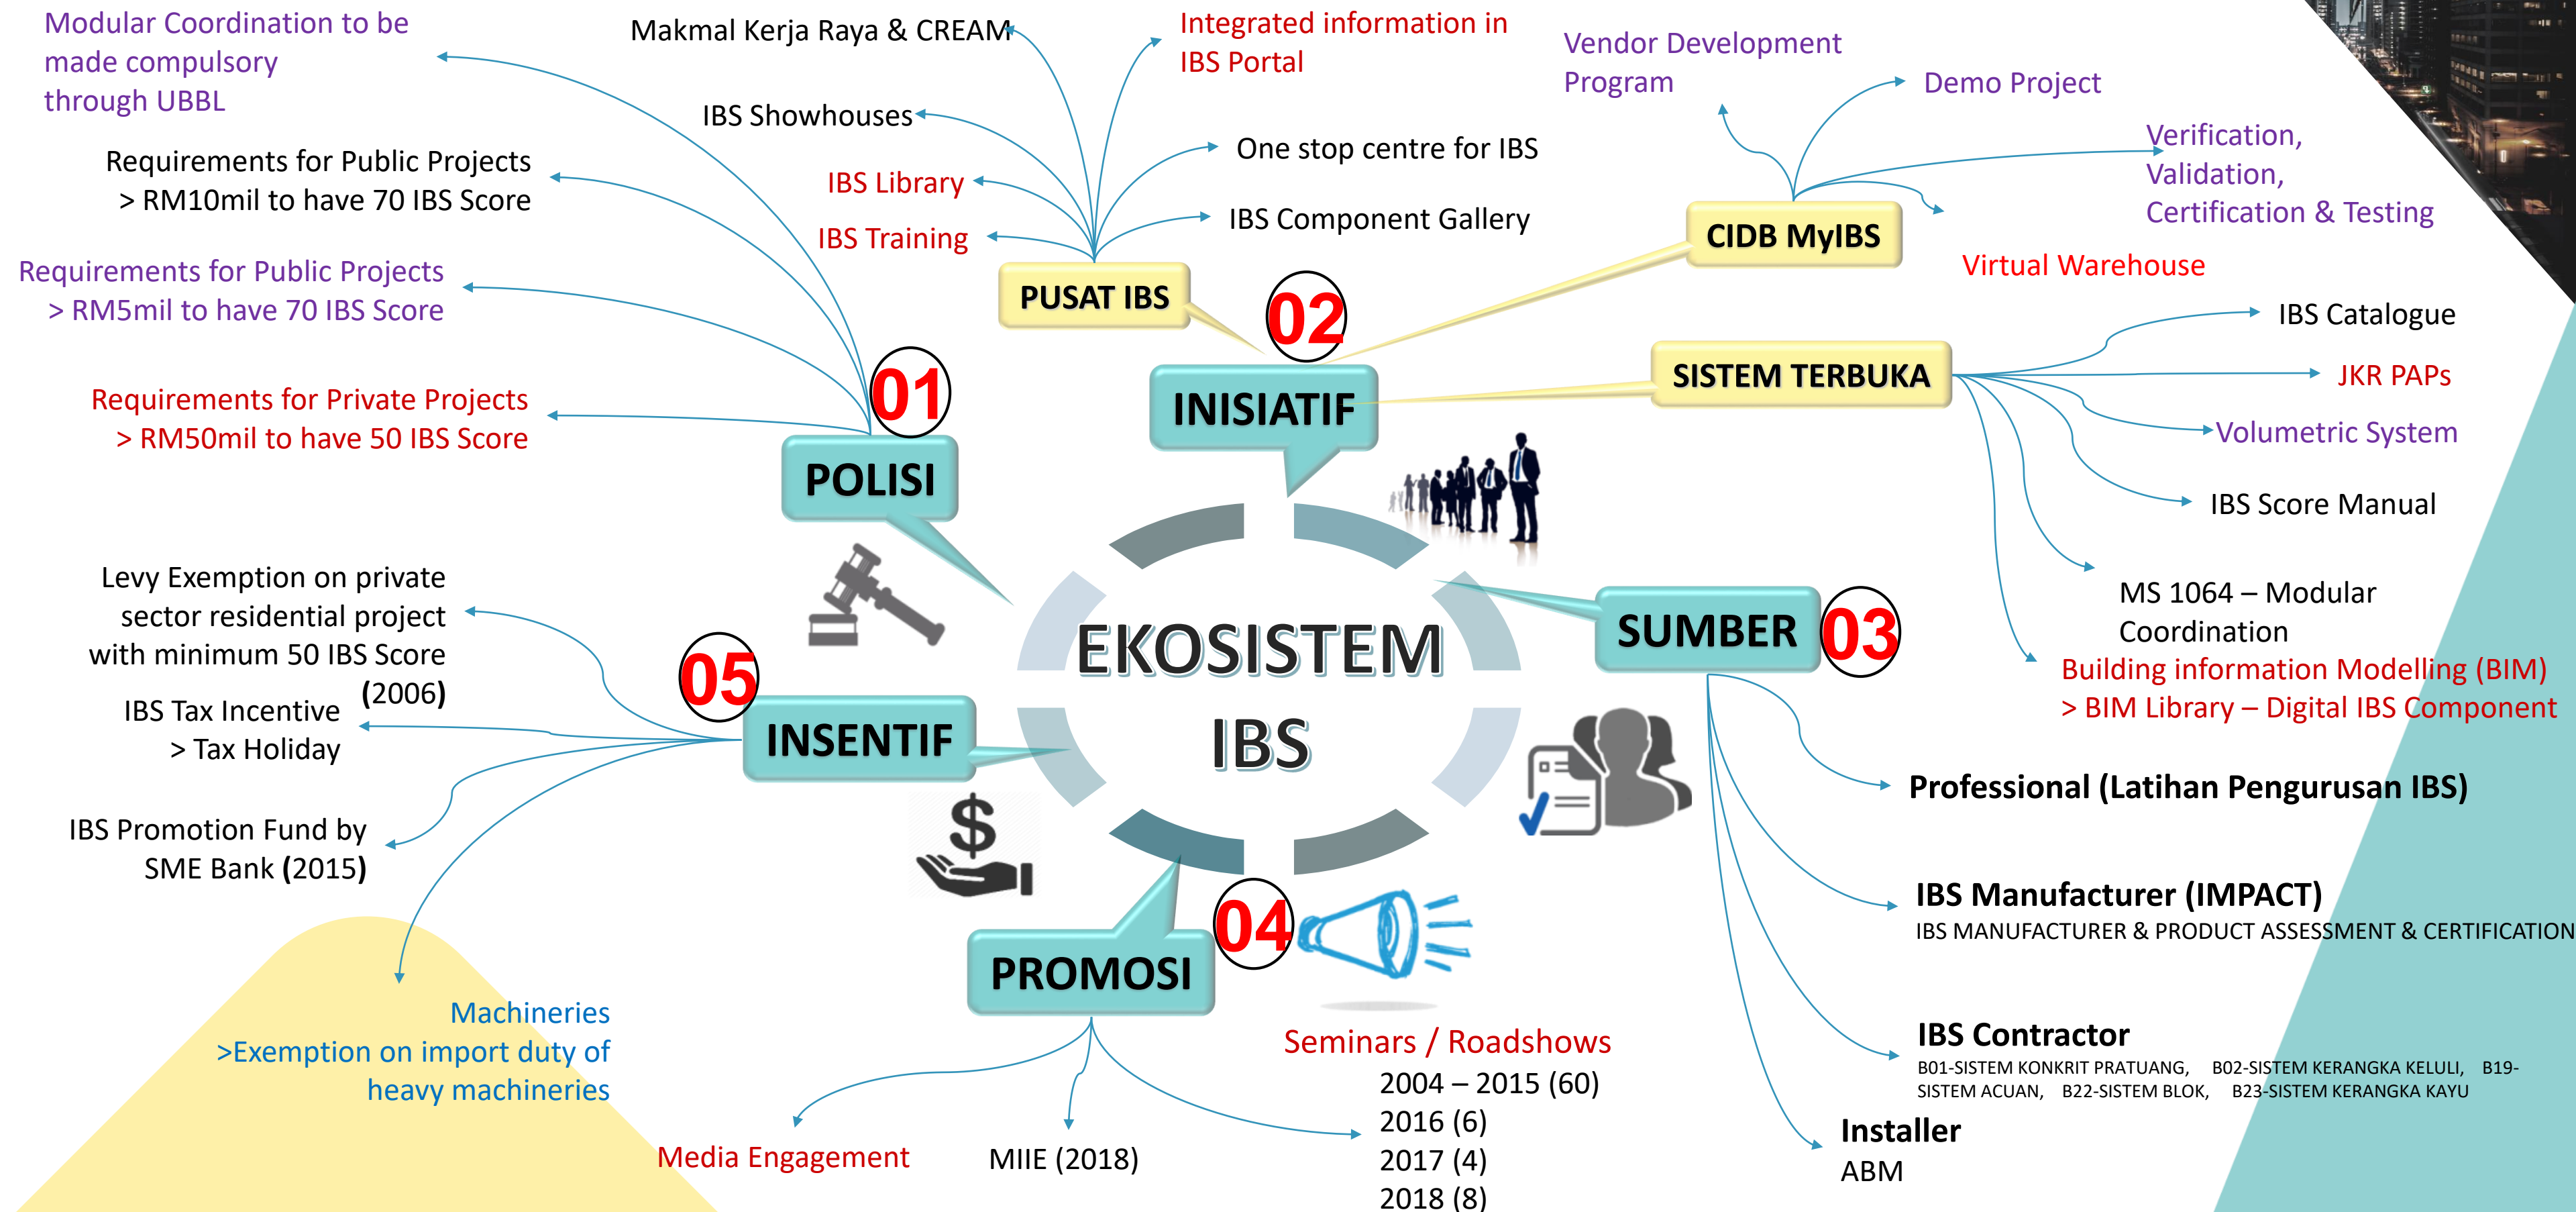 Modular Coordination to be
made compulsory
through UBBL
Requirements for Public Projects
> RM10mil to have 70 IBS Score
Requirements for Public Projects
> RM5mil to have 70 IBS Score
Requirements for Private Projects
> RM50mil to have 50 IBS Score
01
POLISI
Makmal Kerja Raya & CREAM
IBS Showhouses
IBS Library
IBS Training
Integrated information in
IBS Portal
One stop centre for IBS
IBS Component Gallery
PUSAT IBS
02
INISIATIF
Vendor Development
Program
Demo Project
Verification,
Validation,
Certification & Testing
Virtual Warehouse
CIDB MyIBS
SISTEM TERBUKA
IBS Catalogue
JKR PAPs
Volumetric System
IBS Score Manual
MS 1064 – Modular
Coordination
Building information Modelling (BIM)
> BIM Library – Digital IBS Component
EKOSISTEM
IBS
SUMBER
03
Professional (Latihan Pengurusan IBS)
IBS Manufacturer (IMPACT)
IBS MANUFACTURER & PRODUCT ASSESSMENT & CERTIFICATION
IBS Contractor
B01-SISTEM KONKRIT PRATUANG, B02-SISTEM KERANGKA KELULI, B19-
SISTEM ACUAN, B22-SISTEM BLOK, B23-SISTEM KERANGKA KAYU
Installer
ABM
04
PROMOSI
Seminars / Roadshows
2004 – 2015 (60)
2016 (6)
2017 (4)
2018 (8)
MIIE (2018)
Media Engagement
05
INSENTIF
Levy Exemption on private
sector residential project
with minimum 50 IBS Score
(2006)
IBS Tax Incentive
> Tax Holiday
IBS Promotion Fund by
SME Bank (2015)
Machineries
>Exemption on import duty of
heavy machineries